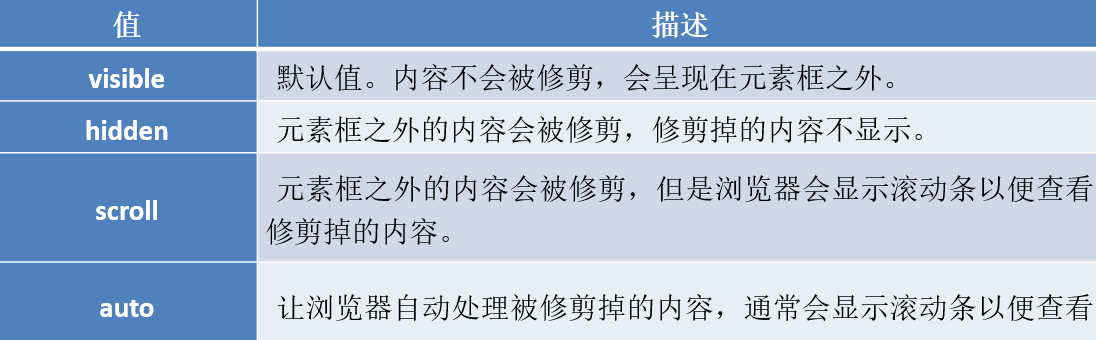 值 描述
visible 默认值。内容不会被修剪，会呈现在元素框之外。
hidden 元素框之外的内容会被修剪，修剪掉的内容不显示。
scroll 元素框之外的内容会被修剪，但是浏览器会显示滚动条以便查看
修剪掉的内容。
auto 让浏览器自动处理被修剪掉的内容，通常会显示滚动条以便查看